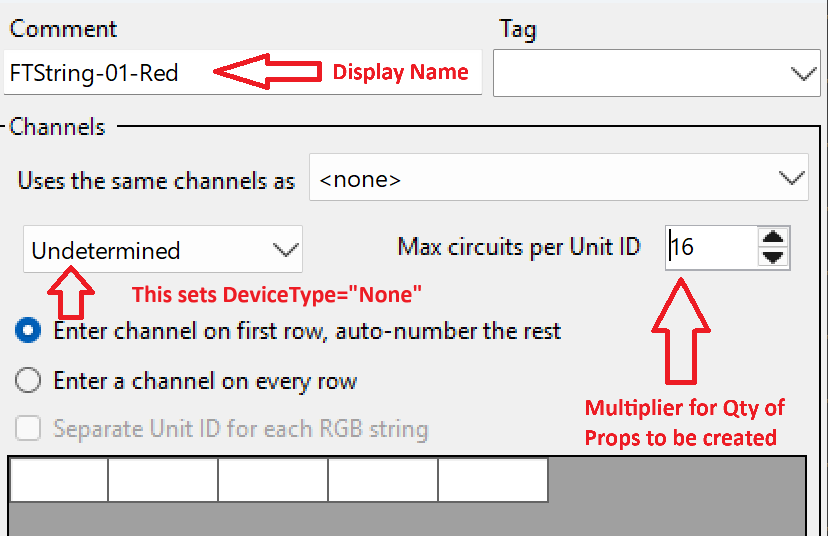 Comment
Tag
FTString-01-Red
Display Name
Channels
Uses the same channels as
<none>
Undetermined
Max circuits per Unit ID
16
This sets DeviceType="None"
Enter channel on first row, auto-number the rest
Enter a channel on every row
Multiplier for Qty of
Props to be created
Separate Unit ID for each RGB string